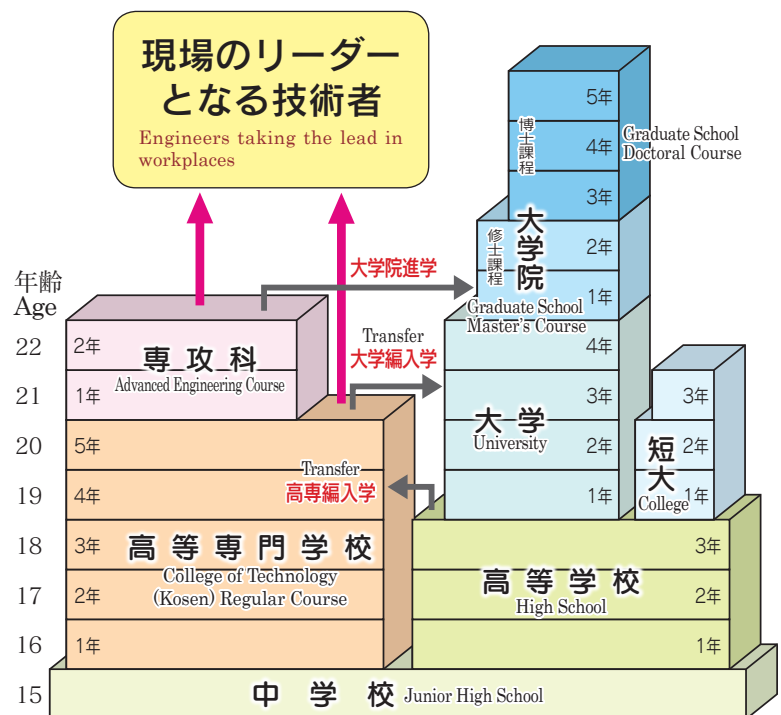 現場のリーダー
となる技術者
Engineers taking the lead in
workplaces
5年
4年
3年
博士課程
Graduate School
Doctoral Course
大学院
修士課程
2年
1年
Graduate School
Master's Course
大学院進学
年齢
Age
22
21
20
19
18
17
16
15
2年
専攻科
Advanced Engineering Course
1年
Transfer
大学編入学
4年
3年
大学
University
2年
1年
3年
2年
短大
College
1年
5年
4年
Transfer
高専編入学
3年
高等専門学校
College of Technology
(Kosen) Regular Course
2年
1年
3年
高等学校
High School
2年
1年
中学校 Junior High School